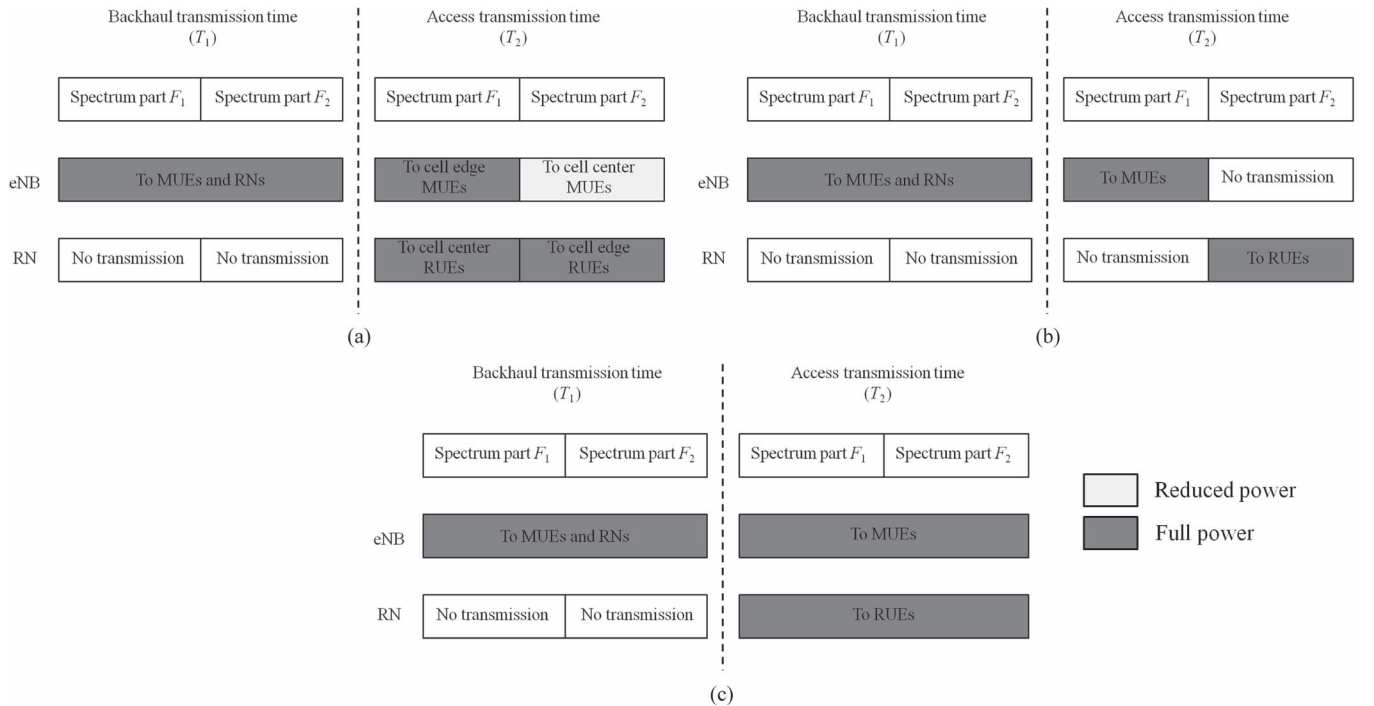 Backhaul transmission time
(T1)
Access transmission time
(T2)
Spectrum part F1
Spectrum part F2
Spectrum part F1
Spectrum part F2
eNB
To MUEs and RNs
To cell edge
MUEs
To cell center
MUEs
RN
No transmission
No transmission
To cell center
RUEs
To cell edge
RUEs
(a)
Backhaul transmission time
(T1)
Access transmission time
(T2)
Spectrum part F1
Spectrum part F2
Spectrum part F1
Spectrum part F2
eNB
To MUEs and RNs
To MUEs
No transmission
RN
No transmission
No transmission
No transmission
To RUEs
(b)
Backhaul transmission time
(T1)
Access transmission time
(T2)
Spectrum part F1
Spectrum part F2
Spectrum part F1
Spectrum part F2
eNB
To MUEs and RNs
To MUEs
RN
No transmission
No transmission
To RUEs
Reduced power
Full power
(c)